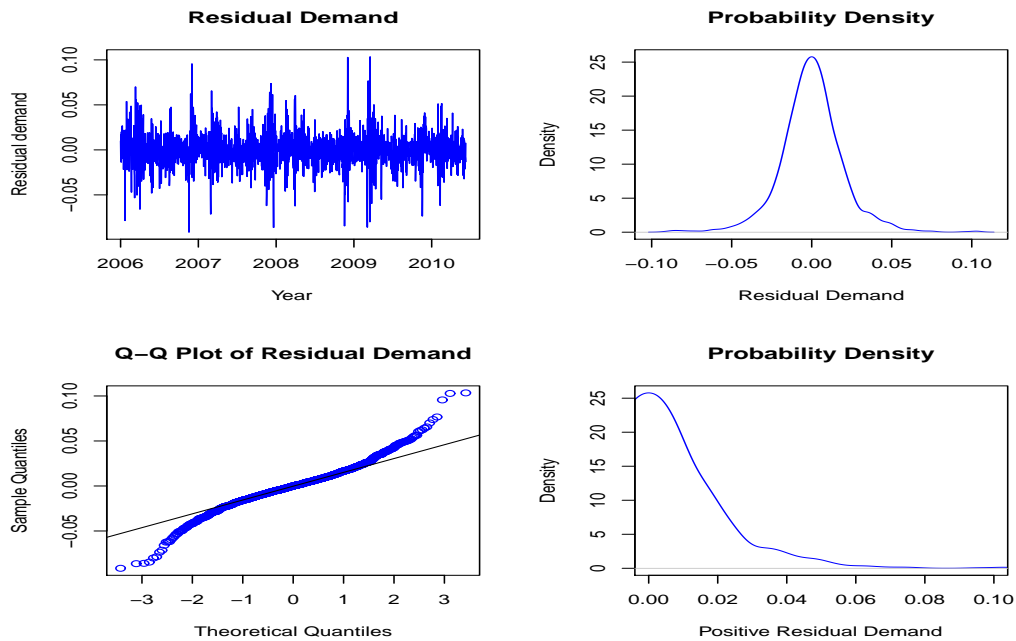 Residual Demand
Residual demand
0.10
0.05
0.00
−0.05
2006 2007 2008 2009 2010
Year
Probability Density
Density
25
20
15
10
5
0
−0.10 −0.05 0.00 0.05 0.10
Residual Demand
Q−Q Plot of Residual Demand
Sample Quantiles
0.10
0.05
0.00
−0.05
−3 −2 −1 0 1 2 3
Theoretical Quantiles
Probability Density
Density
25
20
15
10
5
0
0.00 0.02 0.04 0.06 0.08 0.10
Positive Residual Demand